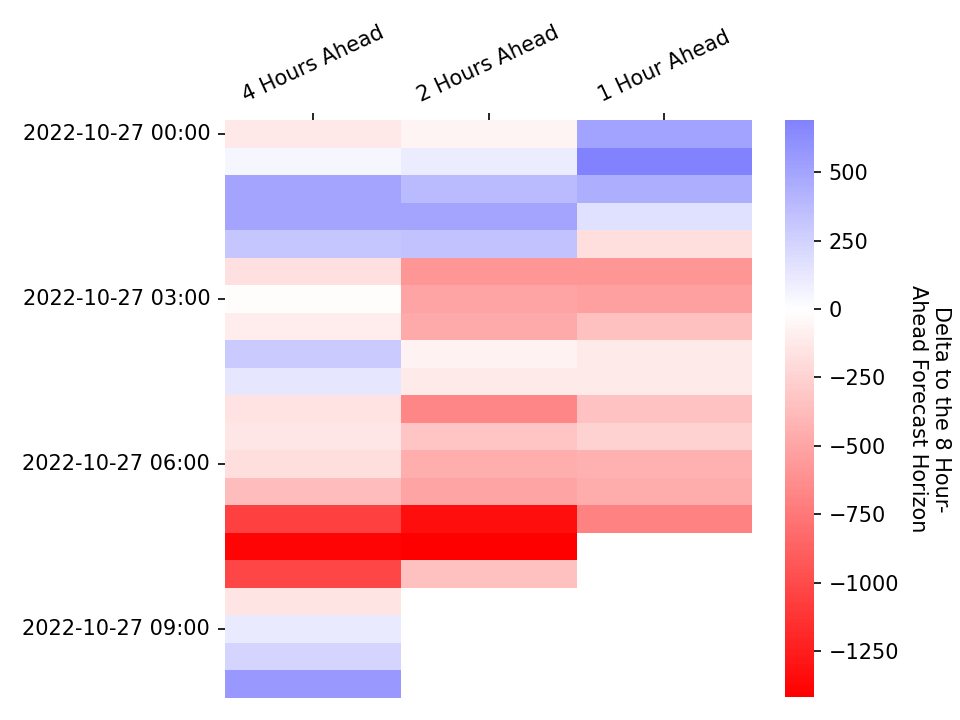 4 Hours Ahead
2 Hours Ahead
1 Hour Ahead
2022-10-27 00:00
2022-10-27 03:00
2022-10-27 06:00
2022-10-27 09:00
500
250
0
−250
−500
−750
−1000
−1250
Delta to the 8 Hour-
Ahead Forecast Horizon